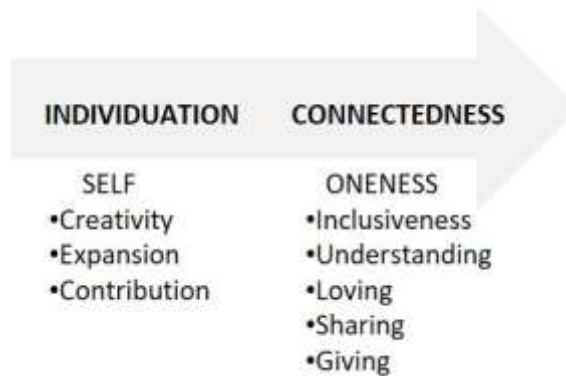 INDIVIDUATION
SELF
•Creativity
•Expansion
•Contribution
CONNECTEDNESS
ONENESS
•Inclusiveness
•Understanding
•Loving
•Sharing
•Giving